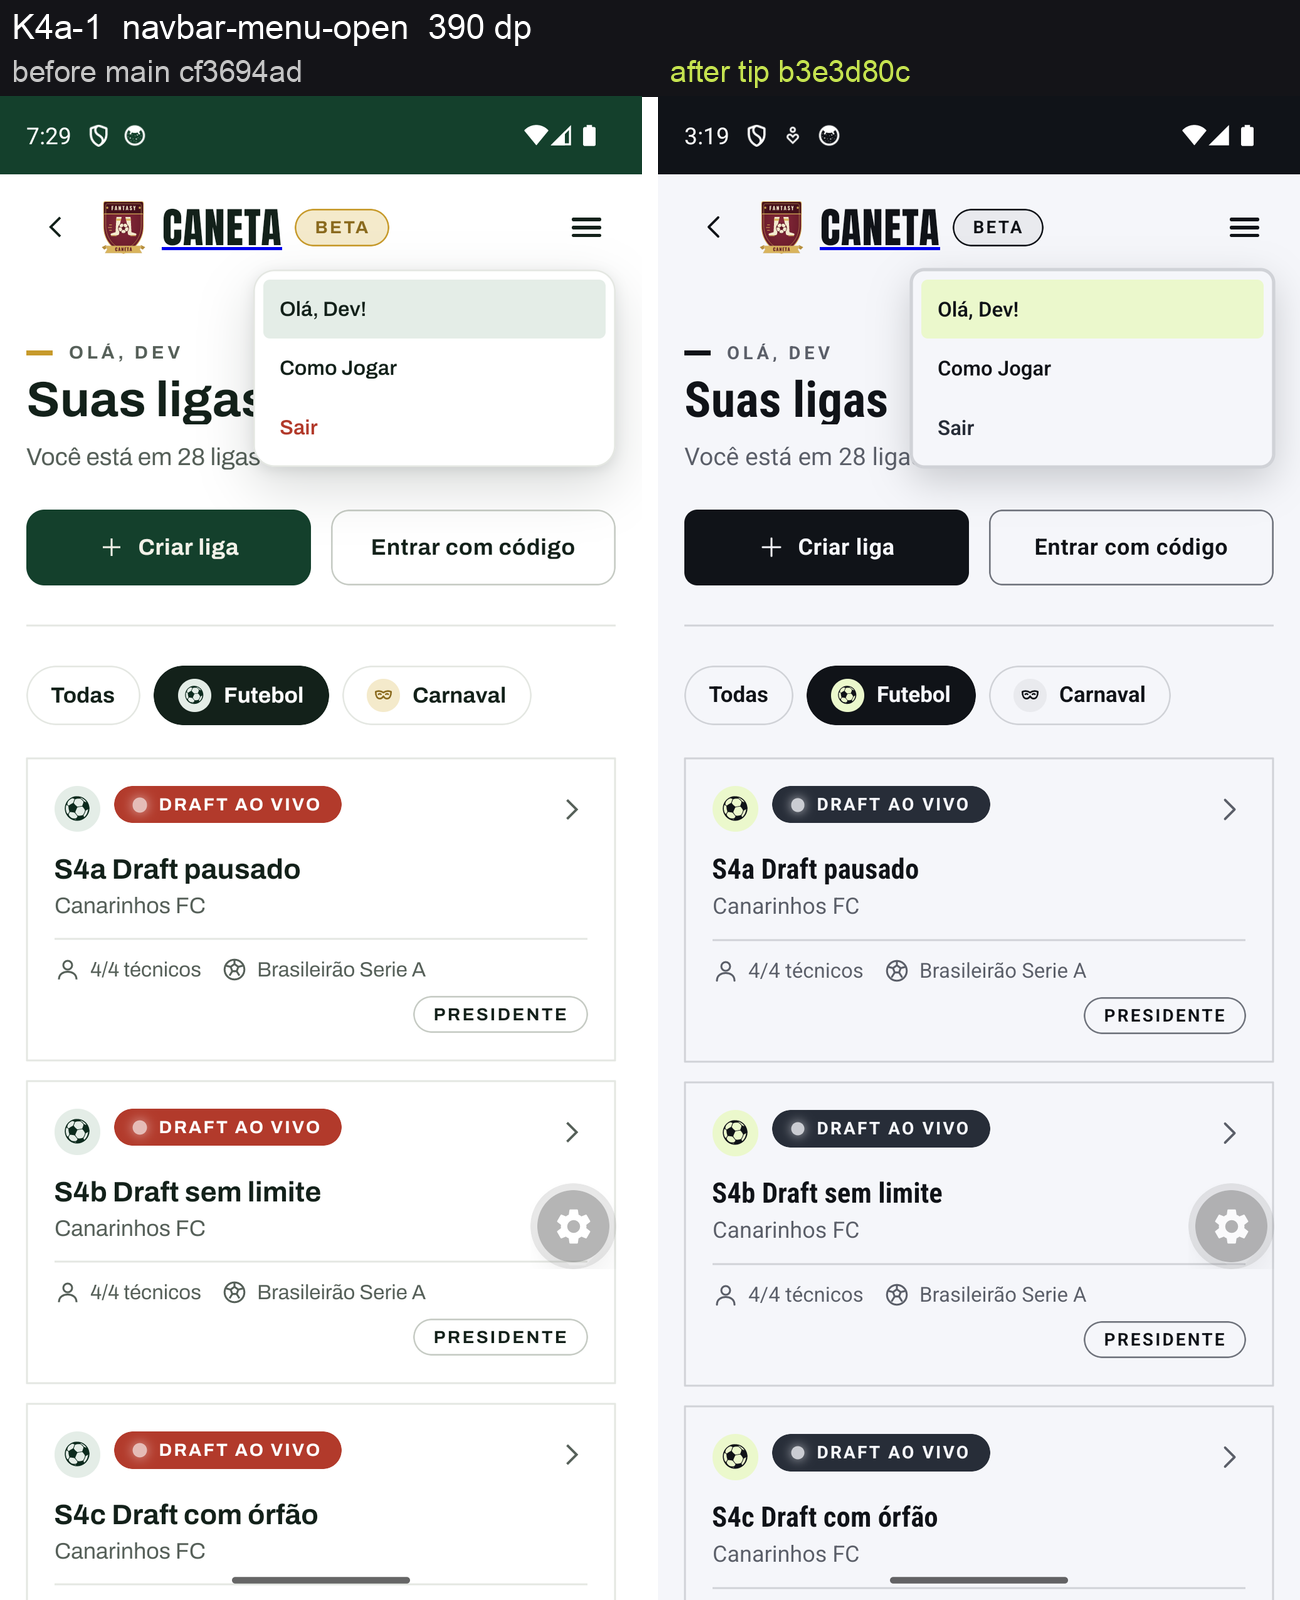 K4a-1 navbar-menu-open 390 dp
before main cf3694ad
after tip b3e3d80c
7:29
FANTASY
CANETA
CANETA
BETA
Olá, Dev!
OLÁ, DEV
Como Jogar
Suas ligas
Sair
Você está em 28 ligas
Criar liga
Entrar com código
Todas
Futebol
Carnaval
DRAFT AO VIVO
S4a Draft pausado
Canarinhos FC
4/4 técnicos
Brasileirão Serie A
PRESIDENTE
DRAFT AO VIVO
S4b Draft sem limite
Canarinhos FC
4/4 técnicos
Brasileirão Serie A
PRESIDENTE
DRAFT AO VIVO
S4c Draft com órfão
Canarinhos FC
3:19
FANTASY
CANETA
CANETA
BETA
Olá, Dev!
OLÁ, DEV
Como Jogar
Suas ligas
Sair
Você está em 28 liga
Criar liga
Entrar com código
Todas
Futebol
Carnaval
DRAFT AO VIVO
S4a Draft pausado
Canarinhos FC
4/4 técnicos
Brasileirão Serie A
PRESIDENTE
DRAFT AO VIVO
S4b Draft sem limite
Canarinhos FC
4/4 técnicos
Brasileirão Serie A
PRESIDENTE
DRAFT AO VIVO
S4c Draft com órfão
Canarinhos FC